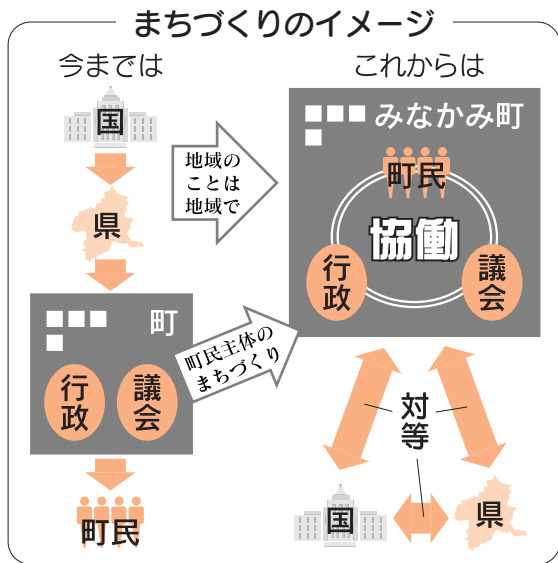 まちづくりのイメージ
今までは
国
県
町
行政
議会
町民
地域の
ことは
地域で
町民主体の
まちづくり
これからは
みなかみ町
町民
協働
行政
議会
対等
国
県